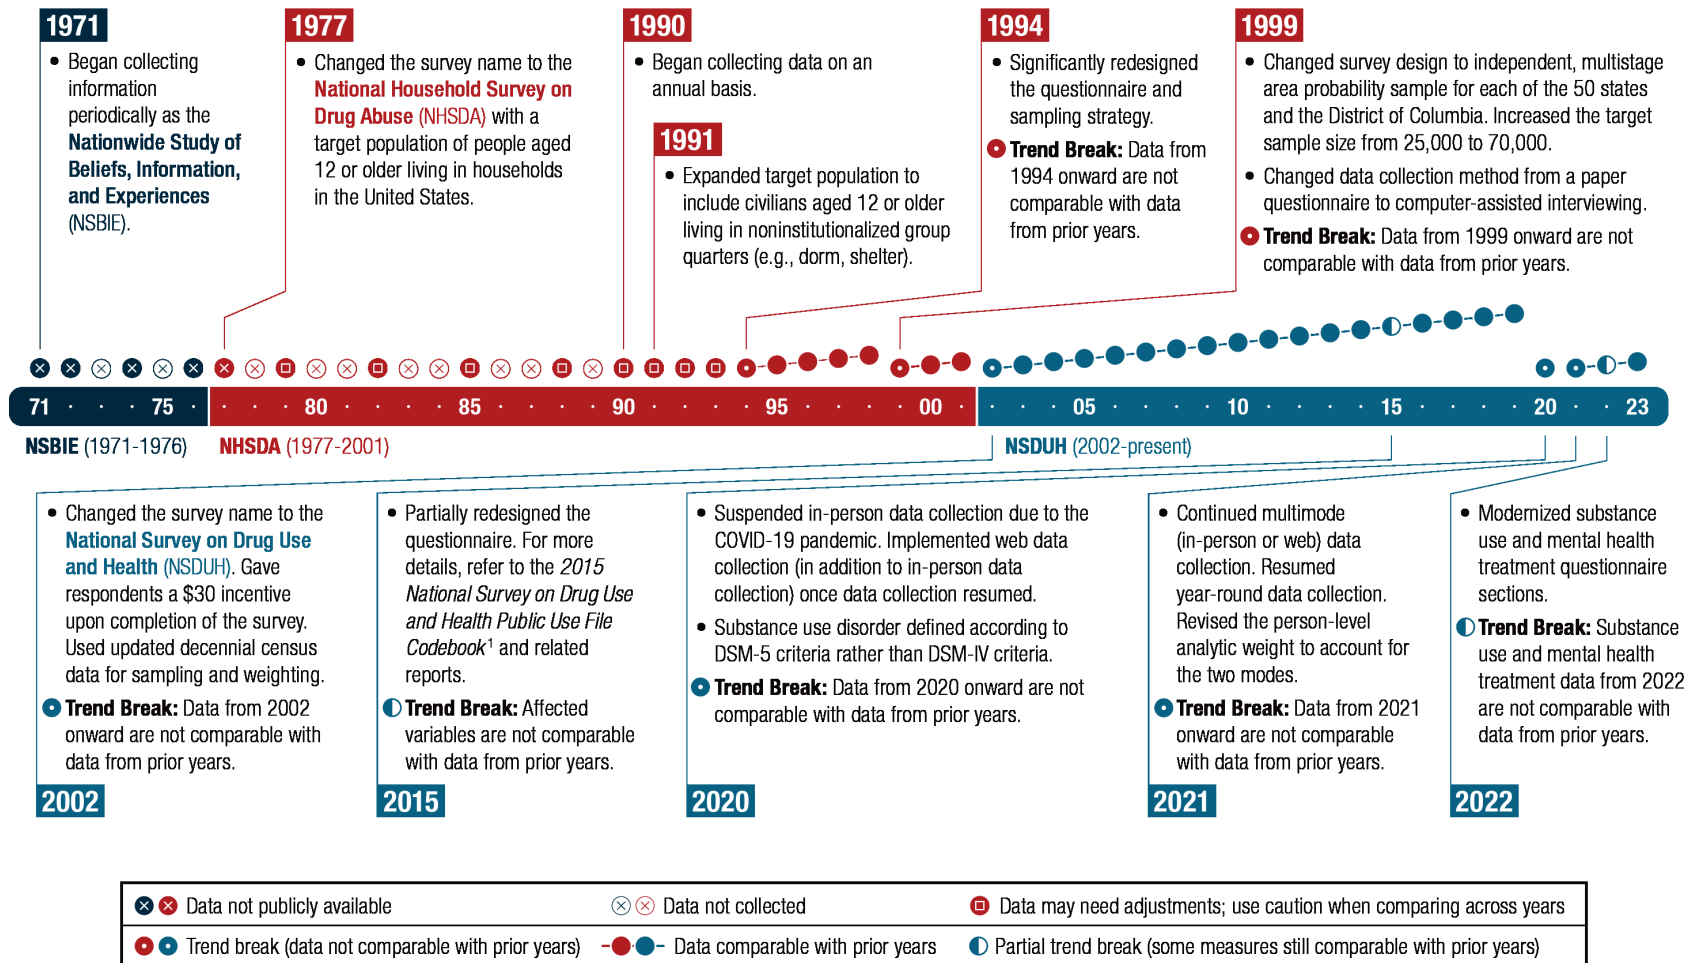 1971
• Began collecting
information
periodically as the
Nationwide Study of
Beliefs, Information,
and Experiences
(NSBIE).
1977
• Changed the survey name to the
National Household Survey on
Drug Abuse (NHSDA) with a
target population of people aged
12 or older living in households
in the United States.
1990
• Began collecting data on an
annual basis.
1991
• Expanded target population to
include civilians aged 12 or older
living in noninstitutionalized group
quarters (e.g., dorm, shelter).
1994
• Significantly redesigned
the questionnaire and
sampling strategy.
Trend Break: Data from
1994 onward are not
comparable with data
from prior years.
1999
• Changed survey design to independent, multistage
area probability sample for each of the 50 states
and the District of Columbia. Increased the target
sample size from 25,000 to 70,000.
• Changed data collection method from a paper
questionnaire to computer-assisted interviewing.
Trend Break: Data from 1999 onward are not
comparable with data from prior years.
71 75 80 85 90 95 00 05 10 15 20 23
NSBIE (1971-1976) NHSDA (1977-2001) NSDUH (2002-present)
• Changed the survey name to the
National Survey on Drug Use
and Health (NSDUH). Gave
respondents a $30 incentive
upon completion of the survey.
Used updated decennial census
data for sampling and weighting.
Trend Break: Data from 2002
onward are not comparable with
data from prior years.
2002
• Partially redesigned the
questionnaire. For more
details, refer to the 2015
National Survey on Drug Use
and Health Public Use File
Codebook¹ and related
reports.
Trend Break: Affected
variables are not comparable
with data from prior years.
2015
• Suspended in-person data collection due to the
COVID-19 pandemic. Implemented web data
collection (in addition to in-person data
collection) once data collection resumed.
• Substance use disorder defined according to
DSM-5 criteria rather than DSM-IV criteria.
Trend Break: Data from 2020 onward are not
comparable with data from prior years.
2020
• Continued multimode
(in-person or web) data
collection. Resumed
year-round data collection.
Revised the person-level
analytic weight to account for
the two modes.
Trend Break: Data from 2021
onward are not comparable
with data from prior years.
2021
• Modernized substance
use and mental health
treatment questionnaire
sections.
Trend Break: Substance
use and mental health
treatment data from 2022
are not comparable with
data from prior years.
2022
Data not publicly available
Data not collected
Data may need adjustments; use caution when comparing across years
Trend break (data not comparable with prior years)
Data comparable with prior years
Partial trend break (some measures still comparable with prior years)